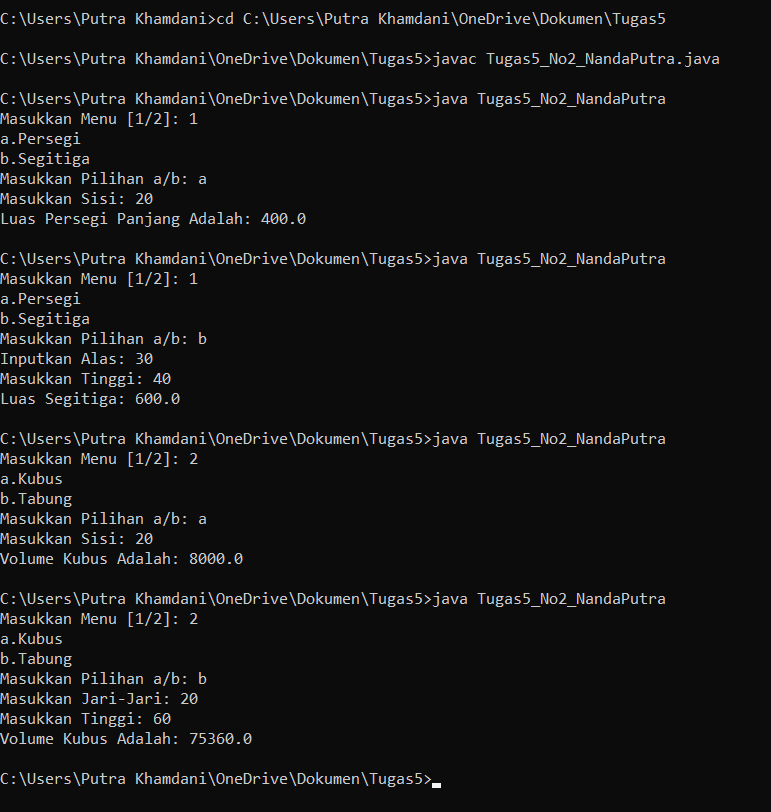 C:\Users\Putra Khamdani>cd C:\Users\Putra Khamdani\OneDrive\Dokumen\Tugas5
C:\Users\Putra Khamdani\OneDrive\Dokumen\Tugas5>javac Tugas5_No2_NandaPutra.java
C:\Users\Putra Khamdani\OneDrive\Dokumen\Tugas5>java Tugas5_No2_NandaPutra
Masukkan Menu [1/2]: 1
a.Persegi
b.Segitiga
Masukkan Pilihan a/b: a
Masukkan Sisi: 20
Luas Persegi Panjang Adalah: 400.0
C:\Users\Putra Khamdani\OneDrive\Dokumen\Tugas5>java Tugas5_No2_NandaPutra
Masukkan Menu [1/2]: 1
a.Persegi
b.Segitiga
Masukkan Pilihan a/b: b
Inputkan Alas: 30
Masukkan Tinggi: 40
Luas Segitiga: 600.0
C:\Users\Putra Khamdani\OneDrive\Dokumen\Tugas5>java Tugas5_No2_NandaPutra
Masukkan Menu [1/2]: 2
a.Kubus
b.Tabung
Masukkan Pilihan a/b: a
Masukkan Sisi: 20
Volume Kubus Adalah: 8000.0
C:\Users\Putra Khamdani\OneDrive\Dokumen\Tugas5>java Tugas5_No2_NandaPutra
Masukkan Menu [1/2]: 2
a.Kubus
b.Tabung
Masukkan Pilihan a/b: b
Masukkan Jari-Jari: 20
Masukkan Tinggi: 60
Volume Kubus Adalah: 75360.0
C:\Users\Putra Khamdani\OneDrive\Dokumen\Tugas5>